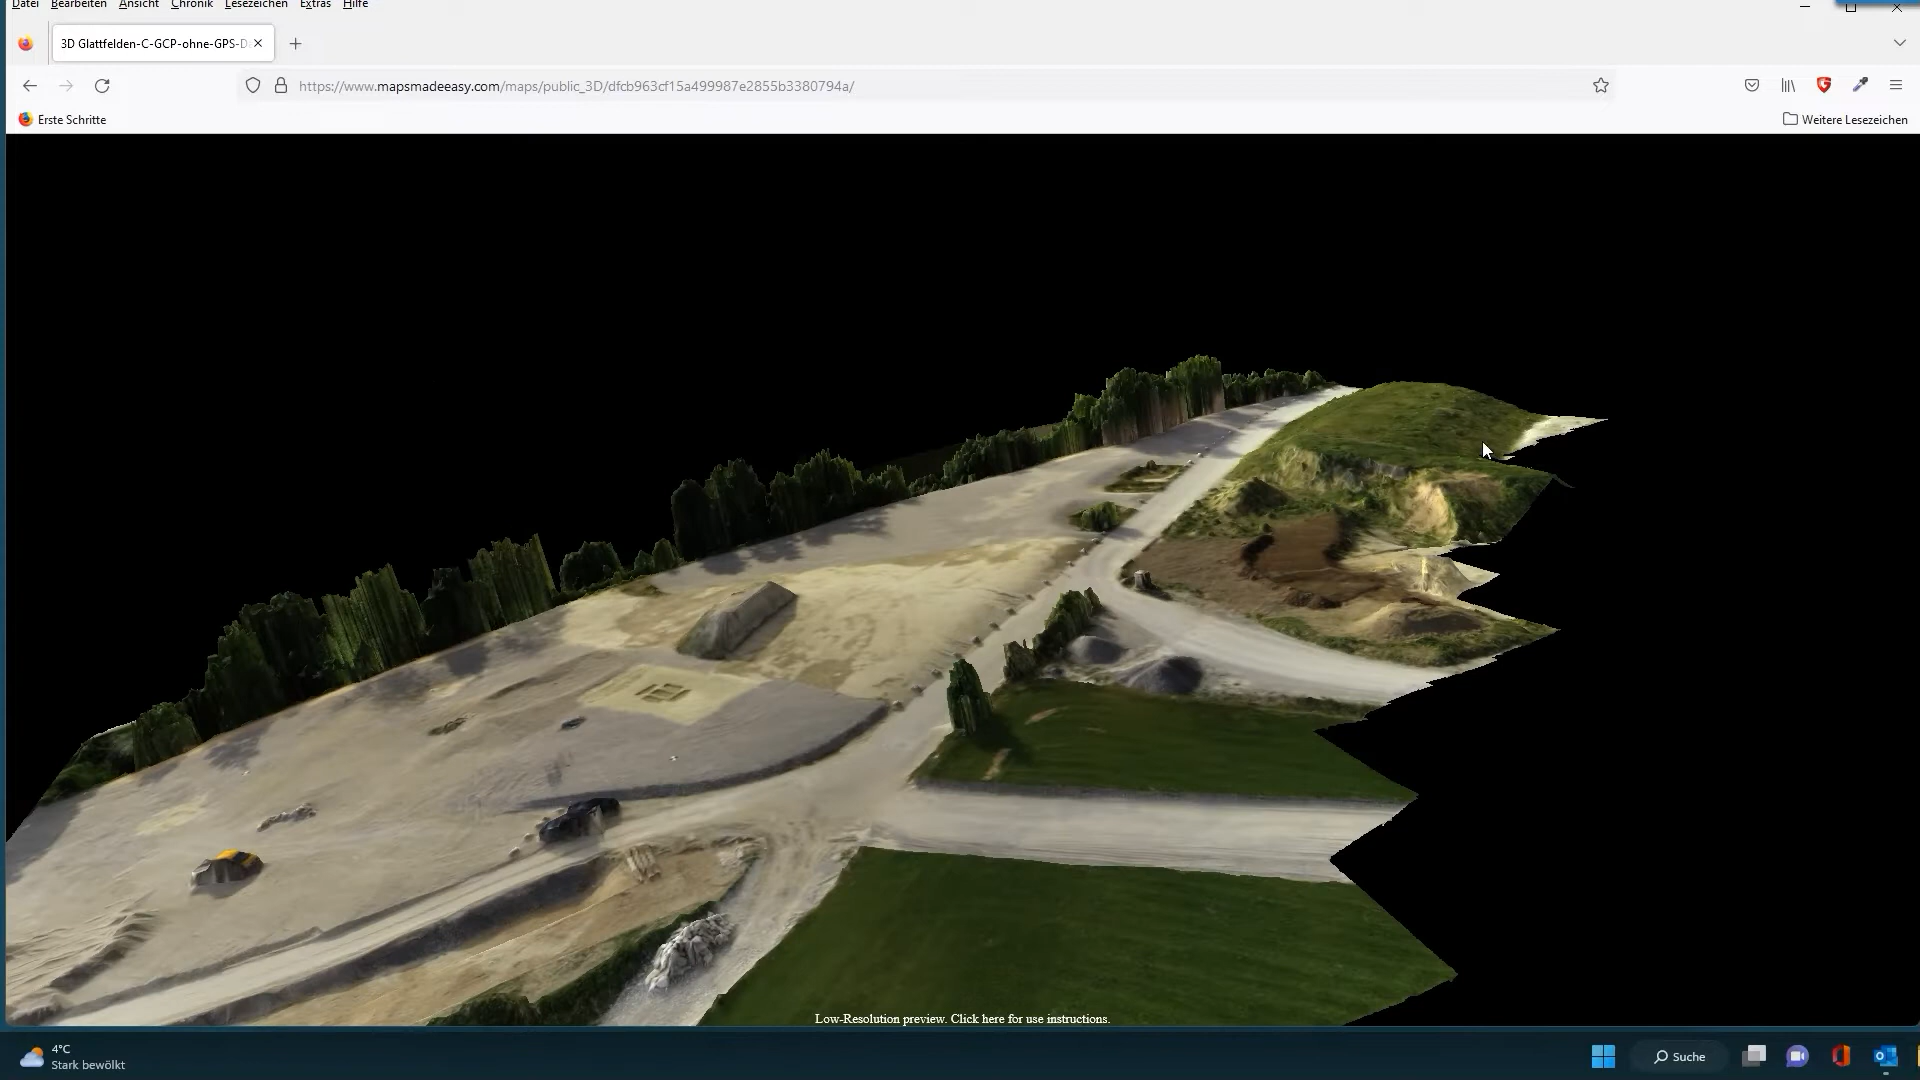 Datei Bearbeiten Ansicht Chronik Lesezeichen Extras Hilfe
3D Glattfelden-C-GCP-ohne-GPS-D
https://www.mapsmadeeasy.com/maps/public_3D/dfcb963cf15a499987e2855b3380794a/
Erste Schritte
Weitere Lesezeichen
Low-Resolution preview. Click here for use instructions.
4°C
Stark bewölkt
Suche